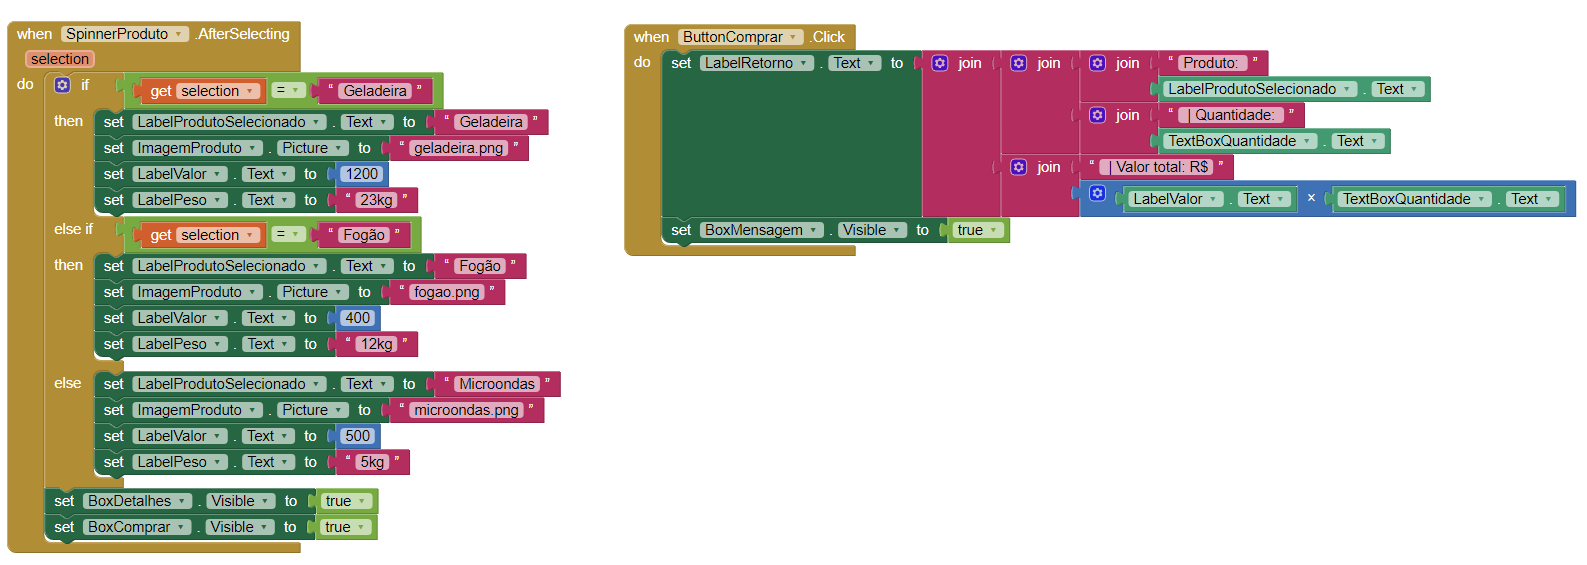 when SpinnerProduto .AfterSelecting
selection
do if get selection = “ Geladeira ”
then set LabelProdutoSelecionado . Text to “ Geladeira ”
set ImagemProduto . Picture to “ geladeira.png ”
set LabelValor . Text to 1200
set LabelPeso . Text to “ 23kg ”
else if get selection = “ Fogão ”
then set LabelProdutoSelecionado . Text to “ Fogão ”
set ImagemProduto . Picture to “ fogao.png ”
set LabelValor . Text to 400
set LabelPeso . Text to “ 12kg ”
else set LabelProdutoSelecionado . Text to “ Microondas ”
set ImagemProduto . Picture to “ microondas.png ”
set LabelValor . Text to 500
set LabelPeso . Text to “ 5kg ”
set BoxDetalhes . Visible to true
set BoxComprar . Visible to true
when ButtonComprar .Click
do set LabelRetorno . Text to join join join “ Produto: ”
LabelProdutoSelecionado . Text
join “ | Quantidade: ”
TextBoxQuantidade . Text
join “ | Valor total: R$ ”
LabelValor . Text × TextBoxQuantidade . Text
set BoxMensagem . Visible to true